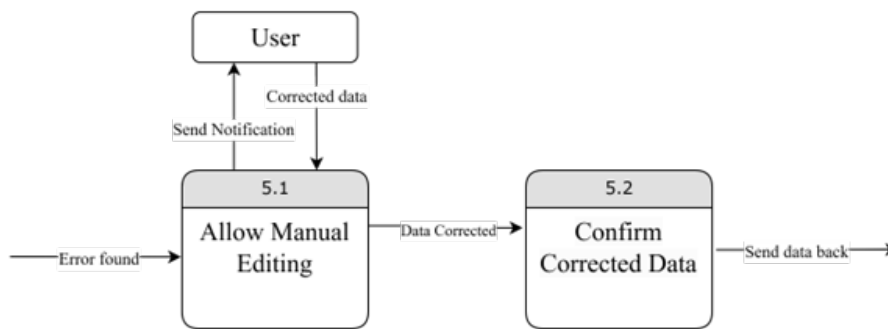 User
Corrected data
Send Notification
5.1
Allow Manual
Editing
Error found
Data Corrected
5.2
Confirm
Corrected Data
Send data back